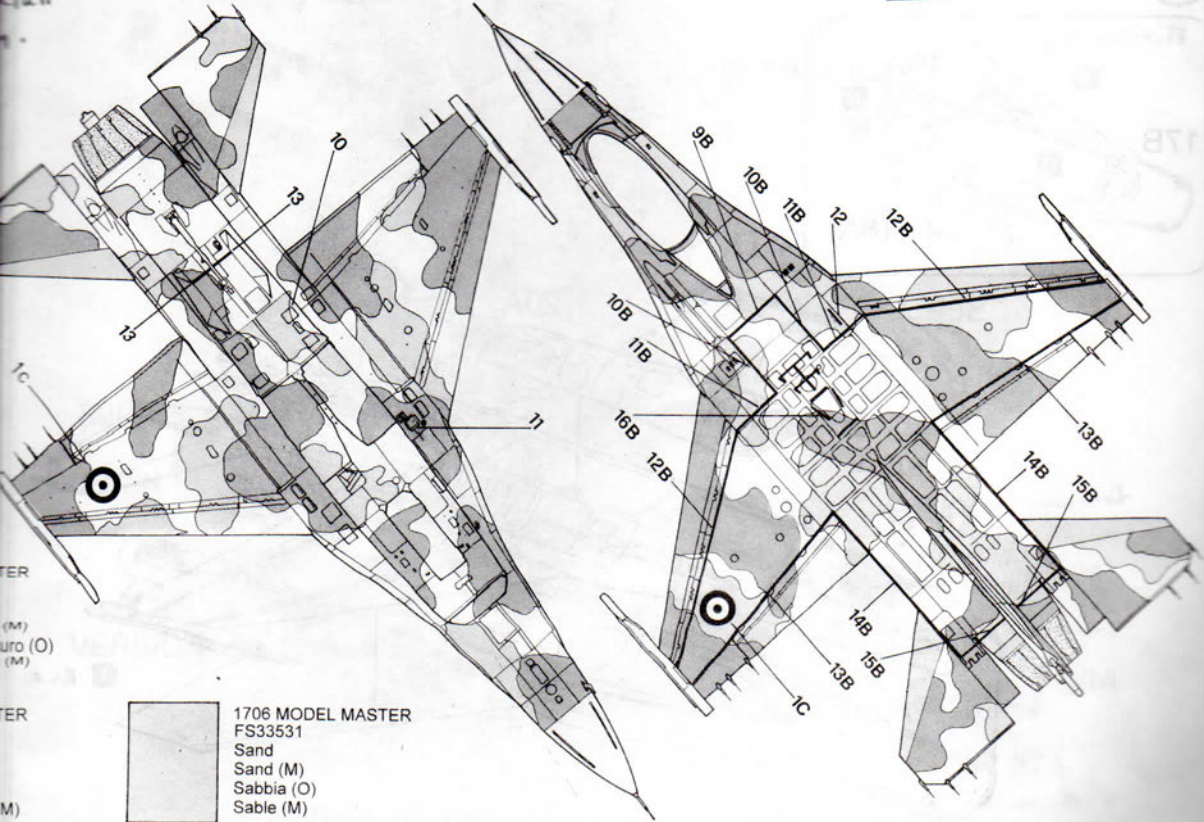 10
13
13
1c
11
9B
10B
11B
12
12B
10B
11B
16B
12B
13B
14B
15B
14B
15B
13B
1C
17B
TER
(M)
uro (O)
(M)
TER
M)
1706 MODEL MASTER
FS33531
Sand
Sand (M)
Sabbia (O)
Sable (M)